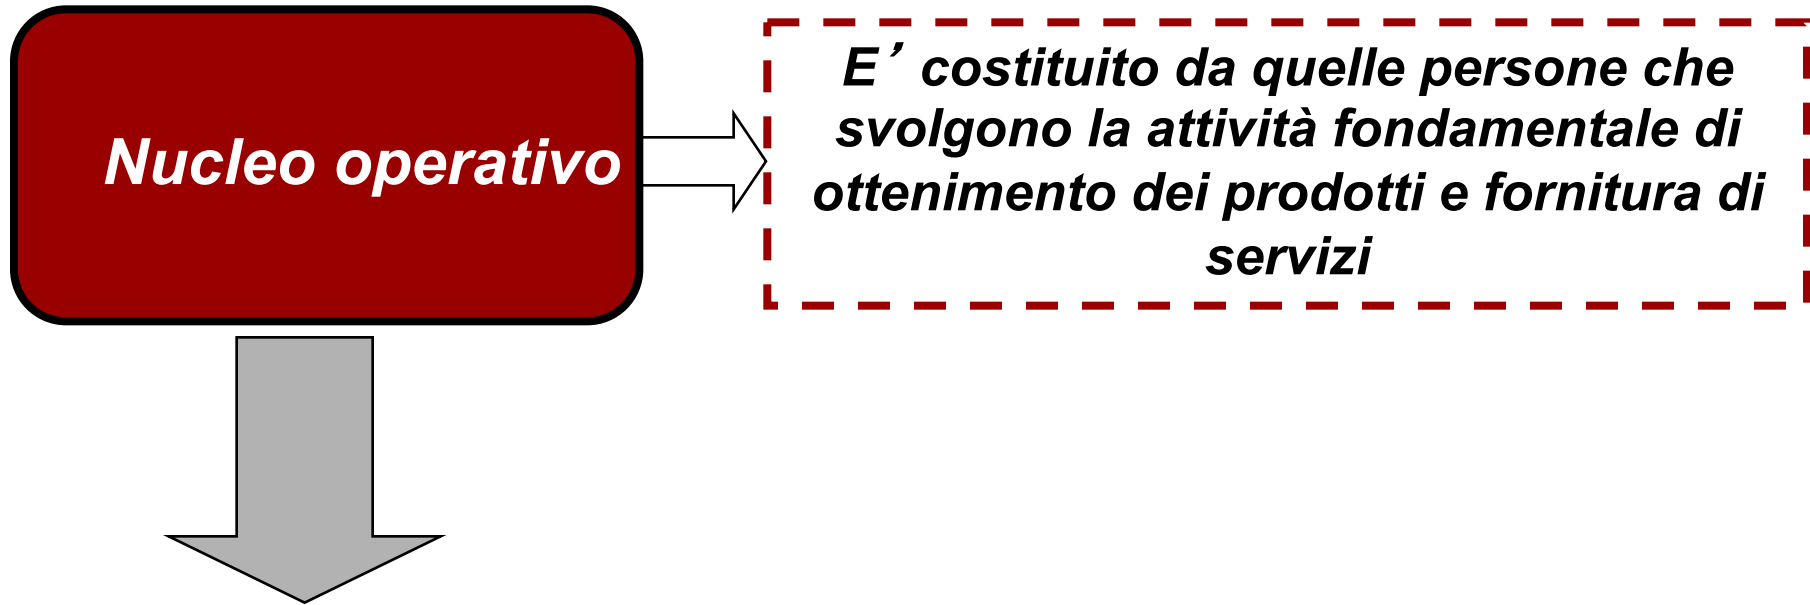 Nucleo operativo
E’ costituito da quelle persone che
svolgono la attività fondamentale di
ottenimento dei prodotti e fornitura di
servizi